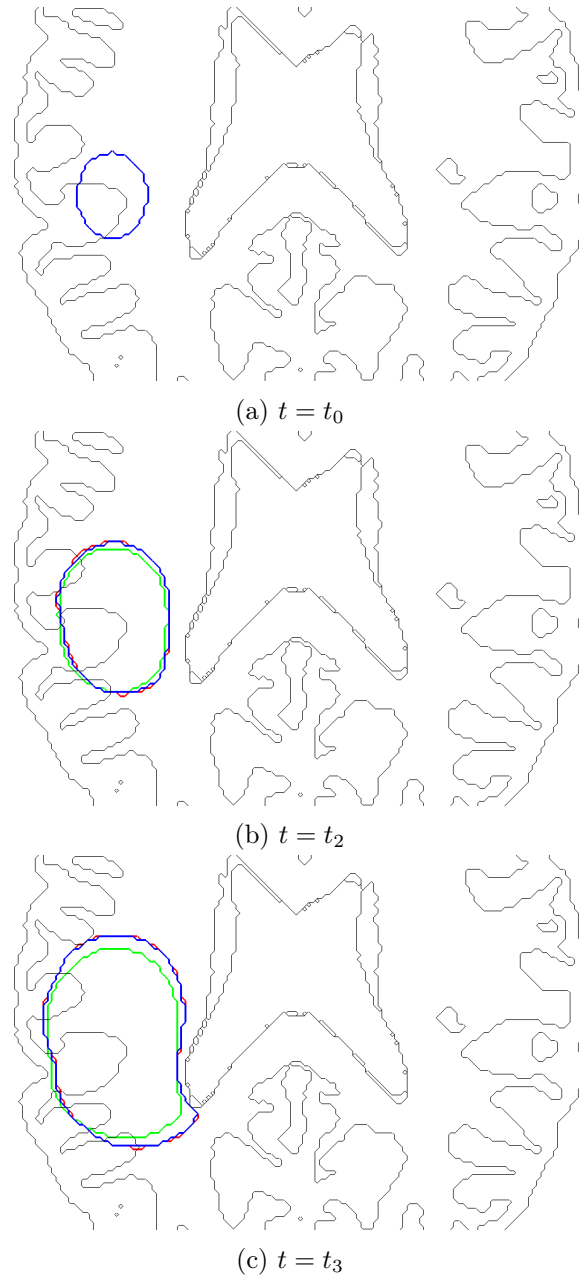 (a) t = t₀
(b) t = t₂
(c) t = t₃